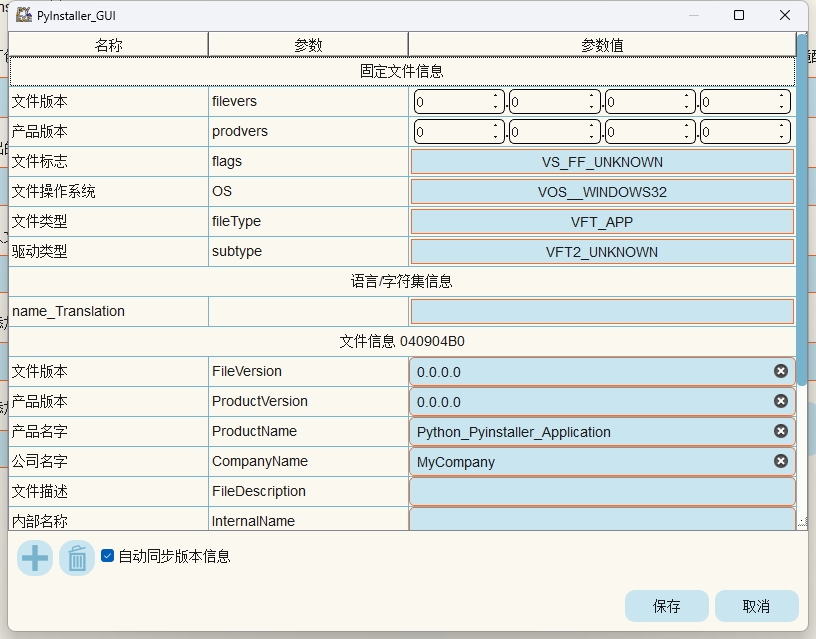 PyInstaller_GUI
名称 参数 参数值
固定文件信息
文件版本 filevers 0 .0 .0 .0
产品版本 prodvers 0 .0 .0 .0
文件标志 flags VS_FF_UNKNOWN
文件操作系统 OS VOS__WINDOWS32
文件类型 fileType VFT_APP
驱动类型 subtype VFT2_UNKNOWN
语言/字符集信息
name_Translation
文件信息 040904B0
文件版本 FileVersion 0.0.0.0
产品版本 ProductVersion 0.0.0.0
产品名字 ProductName Python_Pyinstaller_Application
公司名字 CompanyName MyCompany
文件描述 FileDescription
内部名称 InternalName
自动同步版本信息
保存 取消